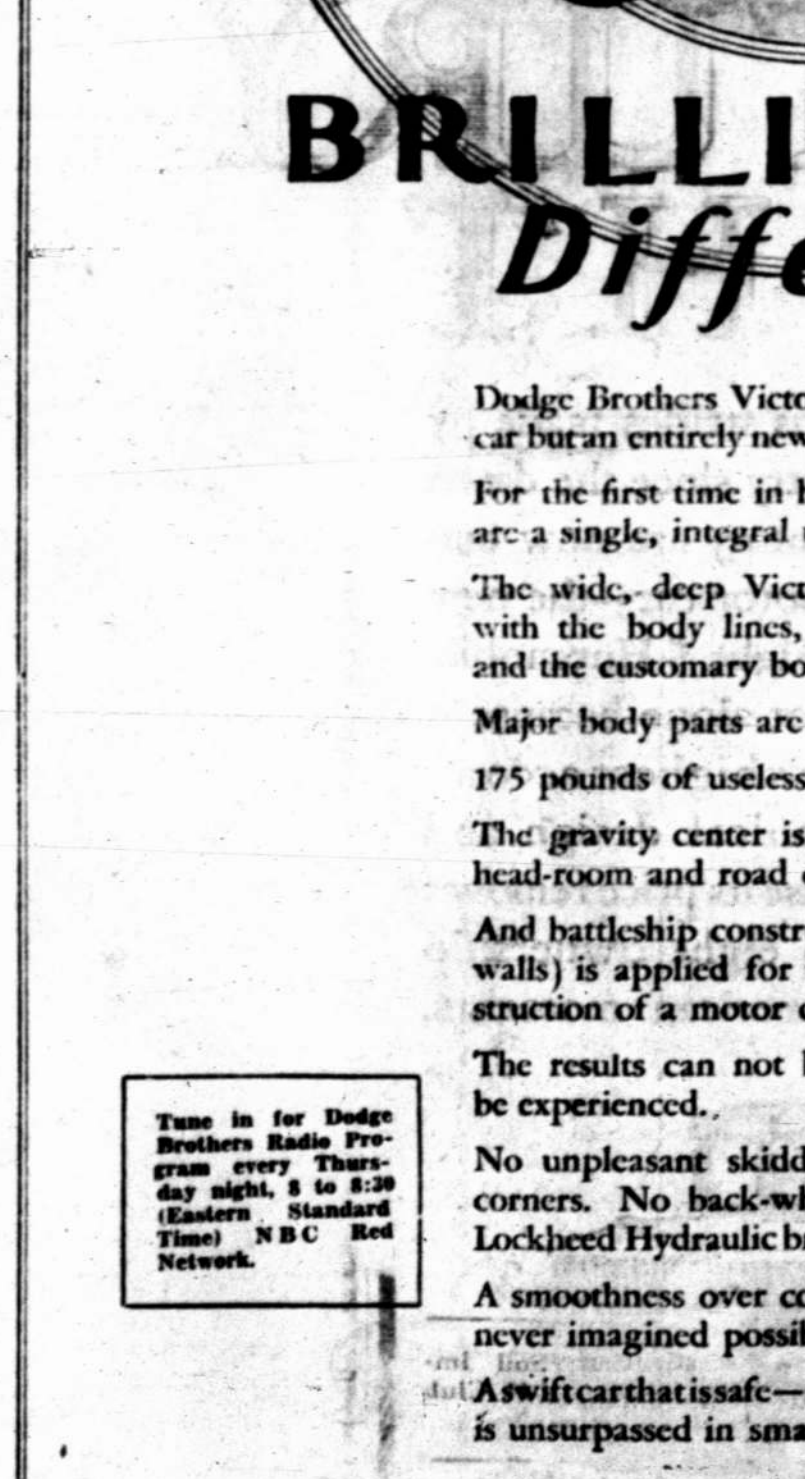 BRILLI
Diffe
Dodge Brothers Victo
car but an entirely new
For the first time in h
are a single, integral
The wide, deep Vict
with the body lines,
and the customary bo
Major body parts are
175 pounds of useless
The gravity center is
head-room and road
And battleship constr
walls) is applied for
struction of a motor
The results can not
be experienced.
No unpleasant skidd
corners. No back-wh
Lockheed Hydraulic br
A smoothness over co
never imagined possib
A swift car that is safe—
is unsurpassed in sma
Tune in for Dodge
Brothers Radio Pro-
gram every Thurs-
day night, 8 to 8:30
(Eastern Standard
Time) NBC Red
Network.